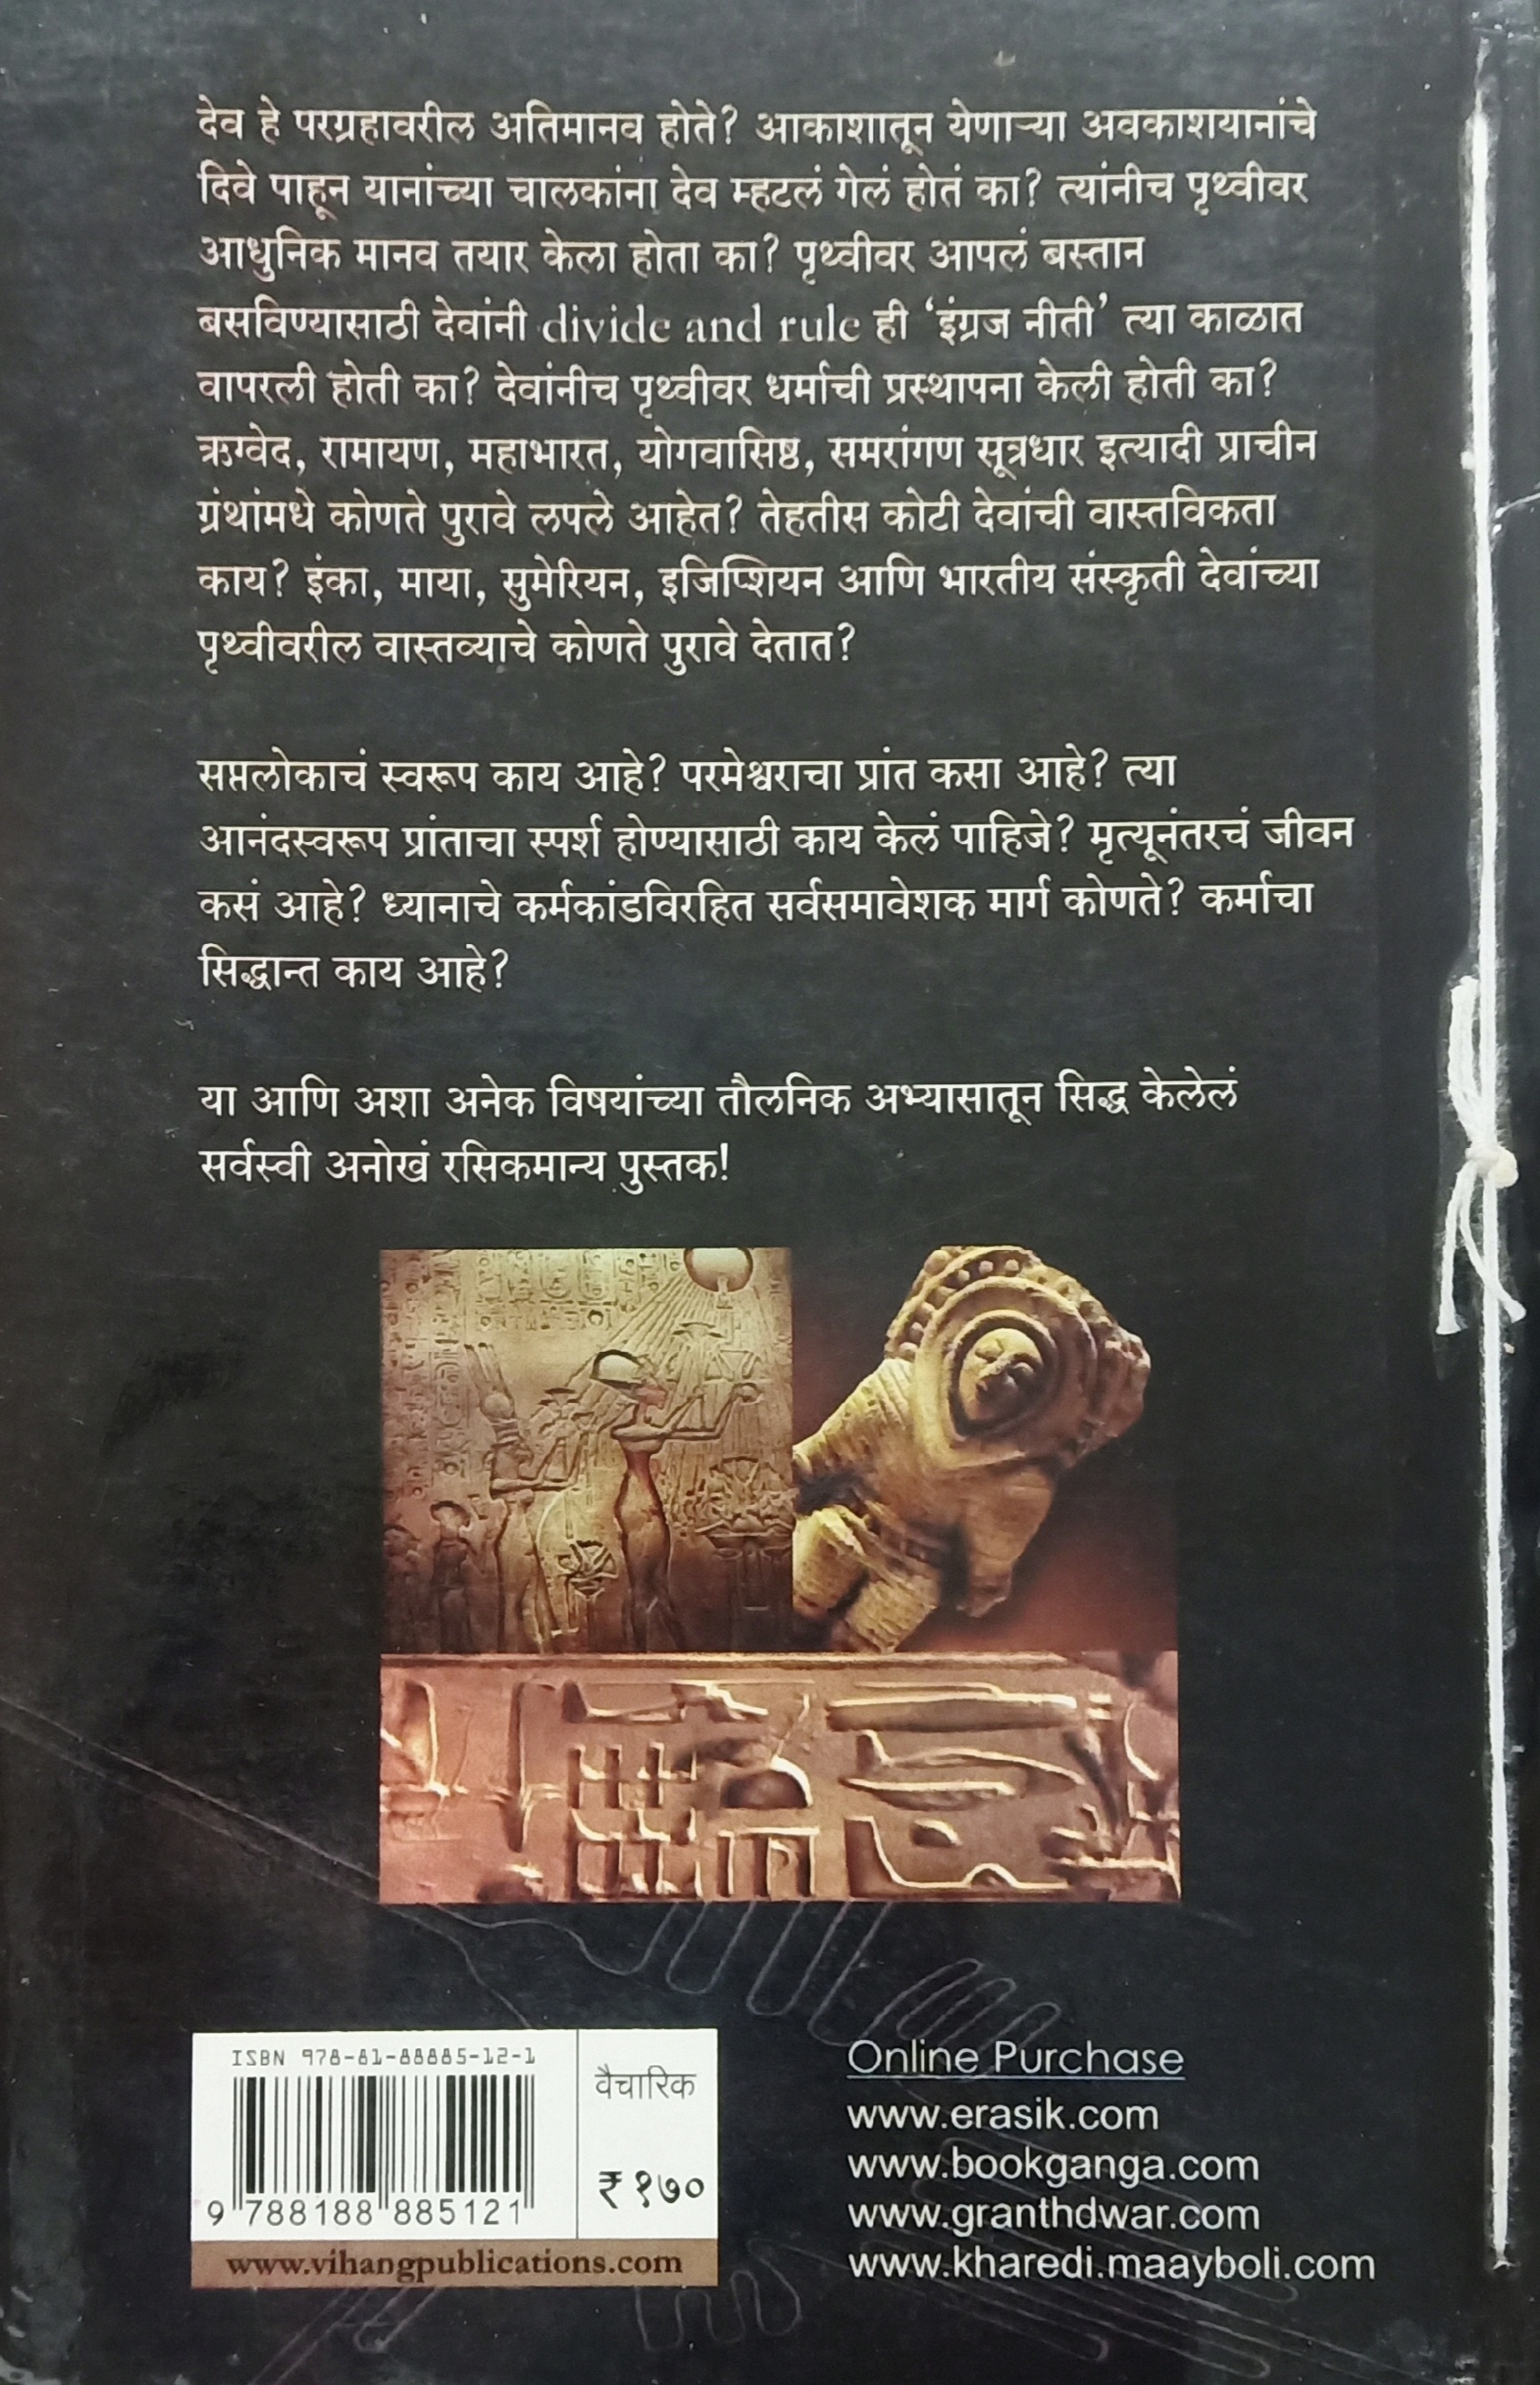 देव हे परग्रहावरील अतिमानव होते? आकाशातून येणाऱ्या अवकाशयानांचे
दिवे पाहून यानांच्या चालकांना देव म्हटलं गेलं होतं का? त्यांनीच पृथ्वीवर
आधुनिक मानव तयार केला होता का? पृथ्वीवर आपलं बस्तान
बसविण्यासाठी देवांनी divide and rule ही ‘इंग्रज नीती’ त्या काळात
वापरली होती का? देवांनीच पृथ्वीवर धर्माची प्रस्थापना केली होती का?
ऋग्वेद, रामायण, महाभारत, योगवासिष्ठ, समरांगण सूत्रधार इत्यादी प्राचीन
ग्रंथांमधे कोणते पुरावे लपले आहेत? तेहतीस कोटी देवांची वास्तविकता
काय? इंका, माया, सुमेरियन, इजिप्शियन आणि भारतीय संस्कृती देवांच्या
पृथ्वीवरील वास्तव्याचे कोणते पुरावे देतात?
सप्तलोकाचं स्वरूप काय आहे? परमेश्वराचा प्रांत कसा आहे? त्या
आनंदस्वरूप प्रांताचा स्पर्श होण्यासाठी काय केलं पाहिजे? मृत्यूनंतरचं जीवन
कसं आहे? ध्यानाचे कर्मकांडविरहित सर्वसमावेशक मार्ग कोणते? कर्माचा
सिद्धान्त काय आहे?
या आणि अशा अनेक विषयांच्या तौलनिक अभ्यासातून सिद्ध केलेलं
सर्वस्वी अनोखं रसिकमान्य पुस्तक!
ISBN 978-81-88885-12-1
9 788188 885121
वैचारिक
₹ १७०
www.vihangpublications.com
Online Purchase
www.erasik.com
www.bookganga.com
www.granthdwar.com
www.kharedi.maayboli.com